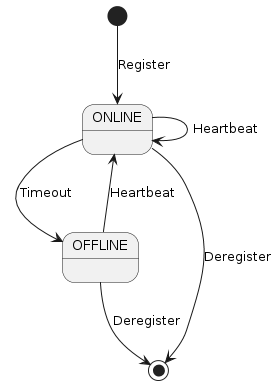 Register
ONLINE
Heartbeat
Timeout
Heartbeat
OFFLINE
Deregister
Deregister